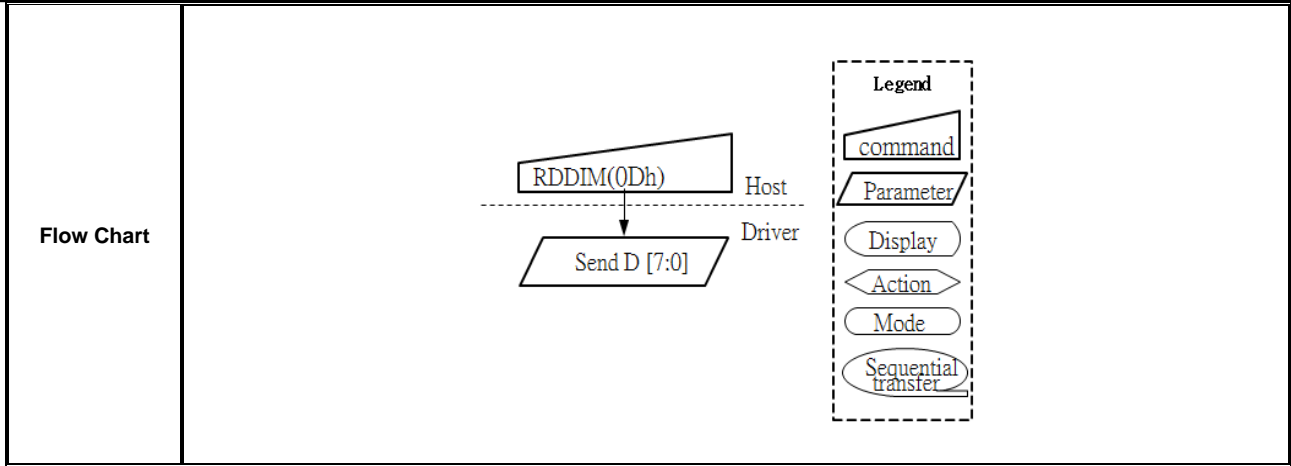 Flow Chart
RDDIM(0Dh)
Host
Driver
Send D [7:0]
Legend
command
Parameter
Display
Action
Mode
Sequential
transfer